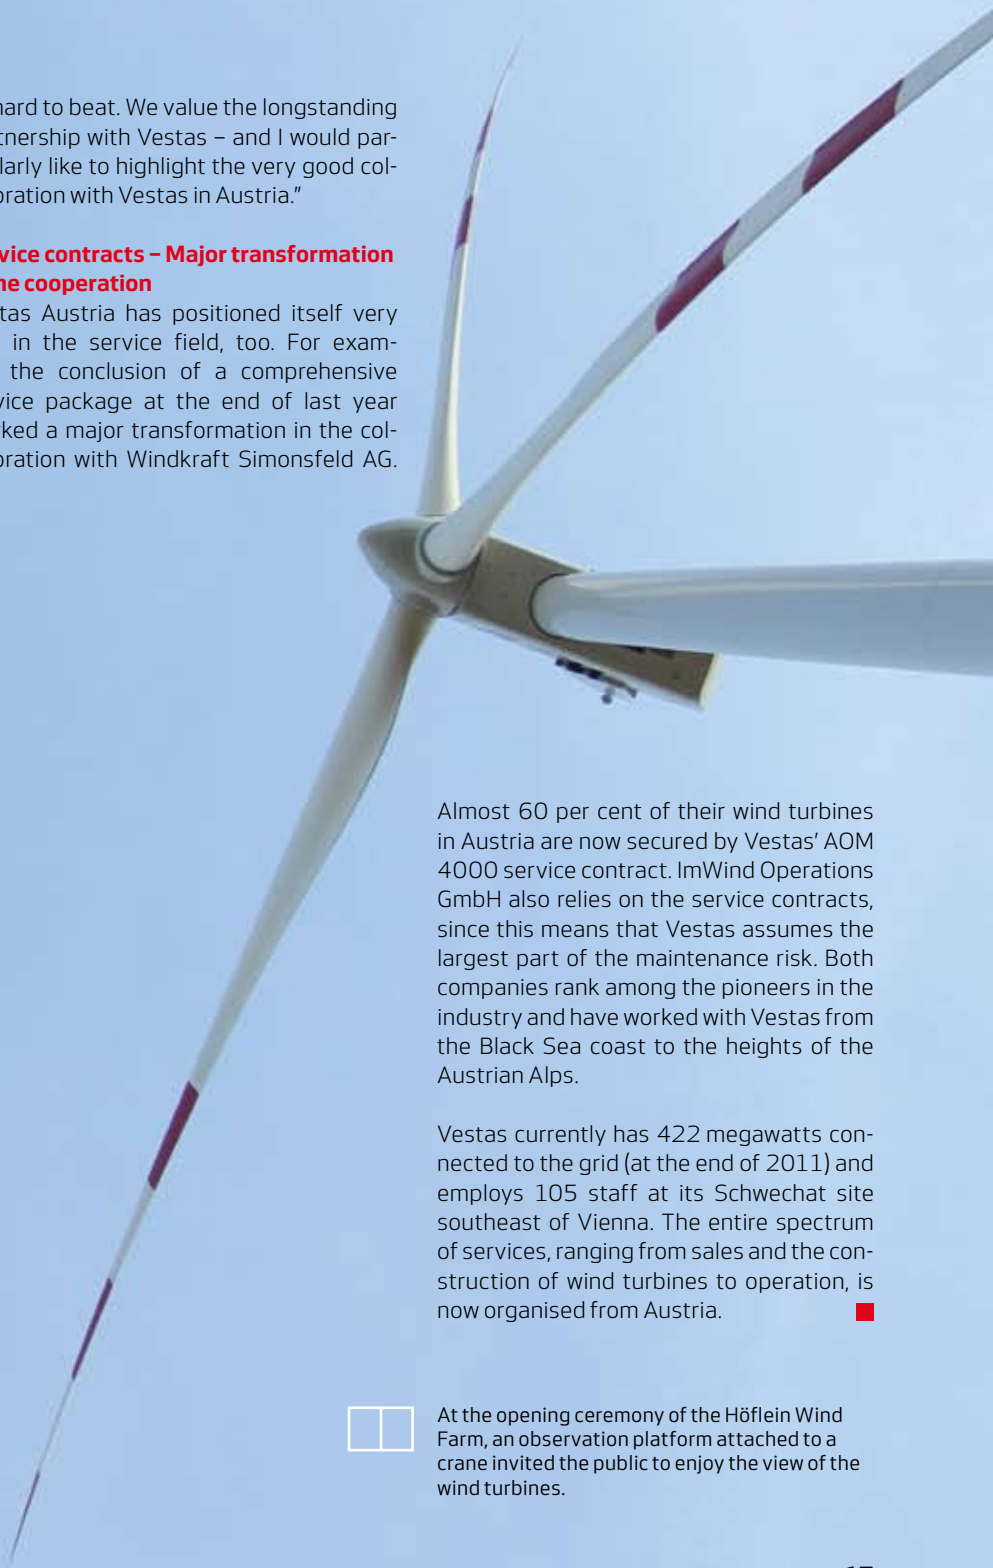 hard to beat. We value the longstanding
tnership with Vestas – and I would par-
larly like to highlight the very good col-
oration with Vestas in Austria.”
vice contracts – Major transformation
he cooperation
tas Austria has positioned itself very
in the service field, too. For exam-
the conclusion of a comprehensive
vice package at the end of last year
ked a major transformation in the col-
oration with Windkraft Simonsfeld AG.
Almost 60 per cent of their wind turbines
in Austria are now secured by Vestas’ AOM
4000 service contract. ImWind Operations
GmbH also relies on the service contracts,
since this means that Vestas assumes the
largest part of the maintenance risk. Both
companies rank among the pioneers in the
industry and have worked with Vestas from
the Black Sea coast to the heights of the
Austrian Alps.
Vestas currently has 422 megawatts con-
nected to the grid (at the end of 2011) and
employs 105 staff at its Schwechat site
southeast of Vienna. The entire spectrum
of services, ranging from sales and the con-
struction of wind turbines to operation, is
now organised from Austria.
At the opening ceremony of the Höflein Wind
Farm, an observation platform attached to a
crane invited the public to enjoy the view of the
wind turbines.